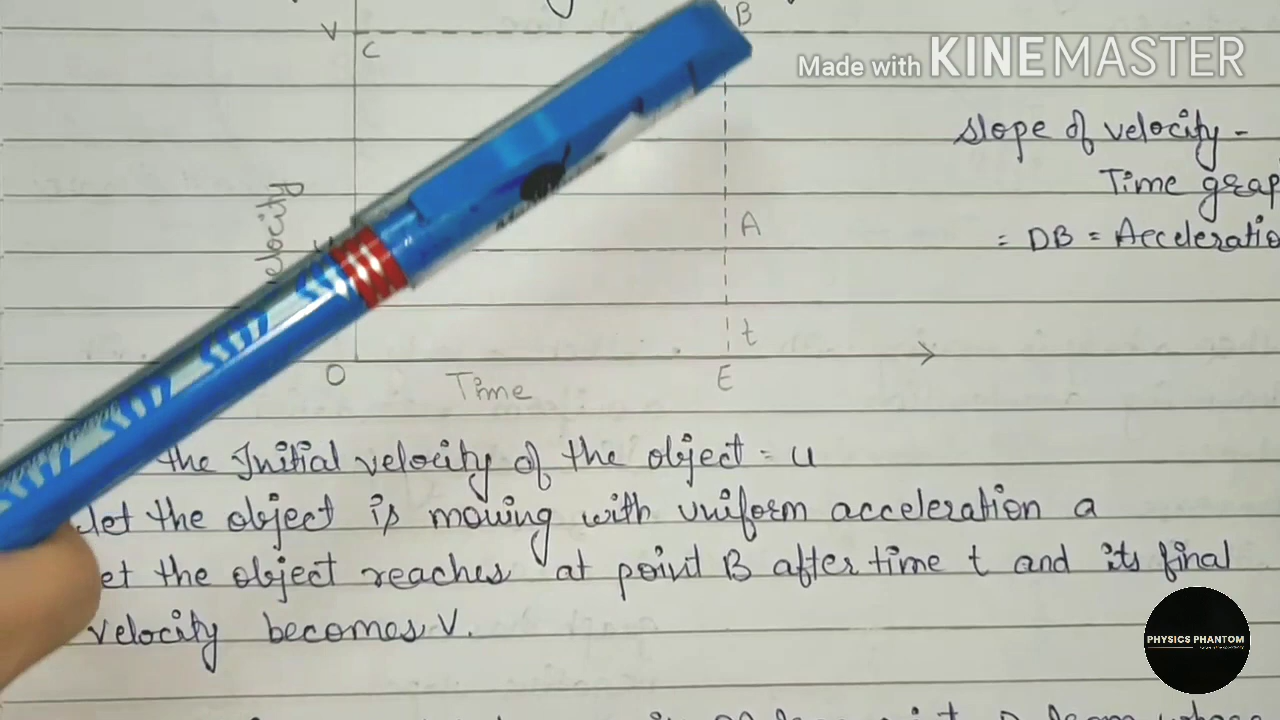 B
V
C
Made with KINEMASTER
slope of velocity -
Time grap
= DB = Acceleratio
elocity
A
t
O
Time
E
the Initial velocity of the object = u
Let the object is moving with uniform acceleration a
et the object reaches at point B after time t and its final
velocity becomes V.
PHYSICS PHANTOM